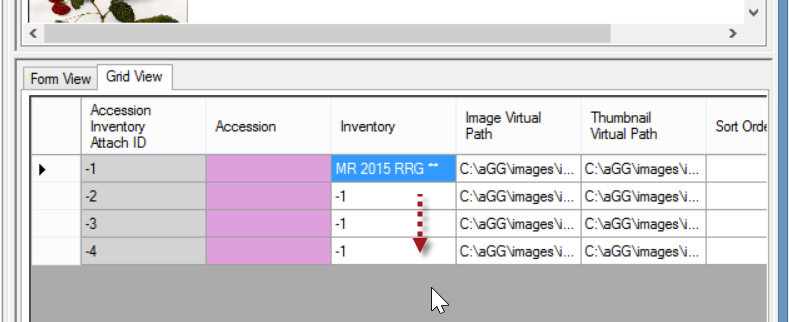 Form View Grid View
Accession Inventory Attach ID Accession Inventory Image Virtual Path Thumbnail Virtual Path Sort Orde
-1 MR 2015 RRG ** C:\aGG\images\i... C:\aGG\images\i...
-2 -1 C:\aGG\images\i... C:\aGG\images\i...
-3 -1 C:\aGG\images\i... C:\aGG\images\i...
-4 -1 C:\aGG\images\i... C:\aGG\images\i...